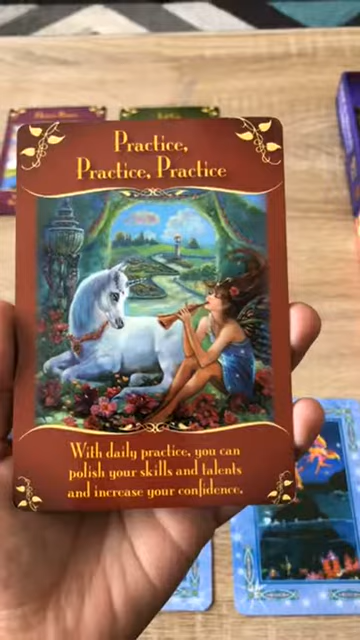 Practice,
Practice, Practice
With daily practice, you can
polish your skills and talents
and increase your confidence.